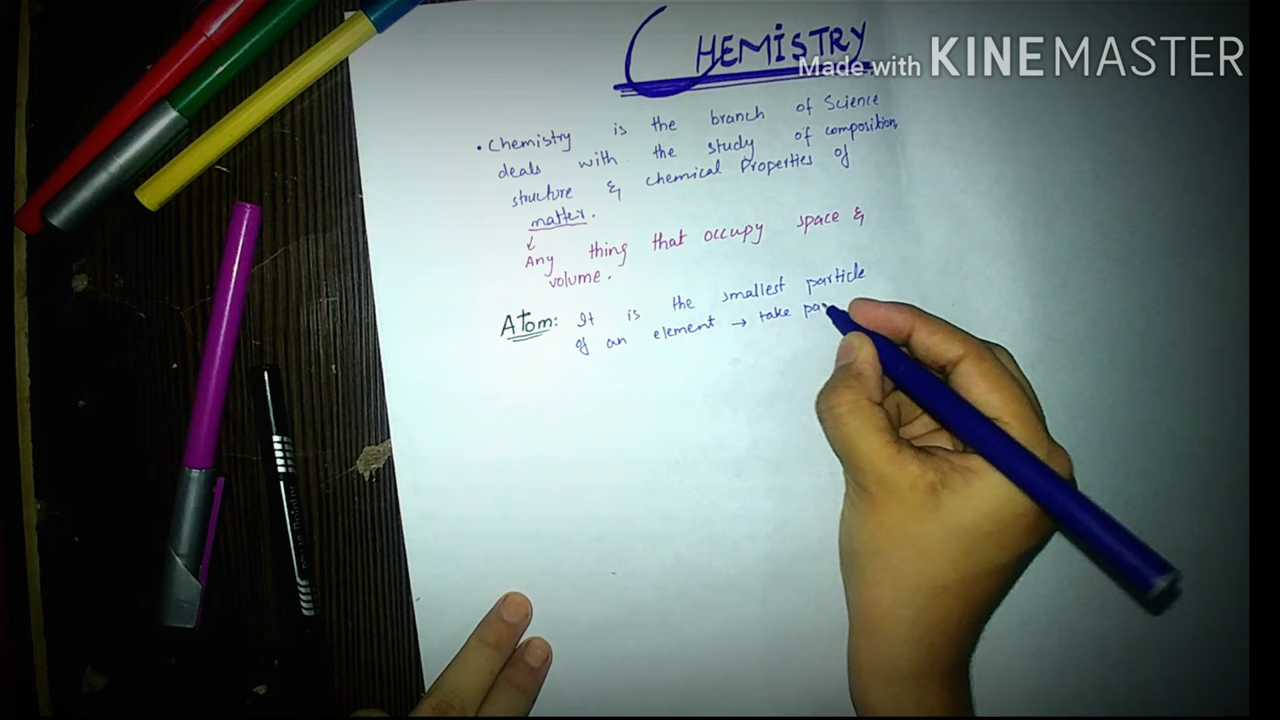 CHEMISTRY
Made with KINEMASTER
• Chemistry is the branch of Science
deals with the study of composition,
structure & chemical Properties of
matter.
↓
Any thing that occupy space &
volume.
Atom: It is the smallest particle
of an element → take pa